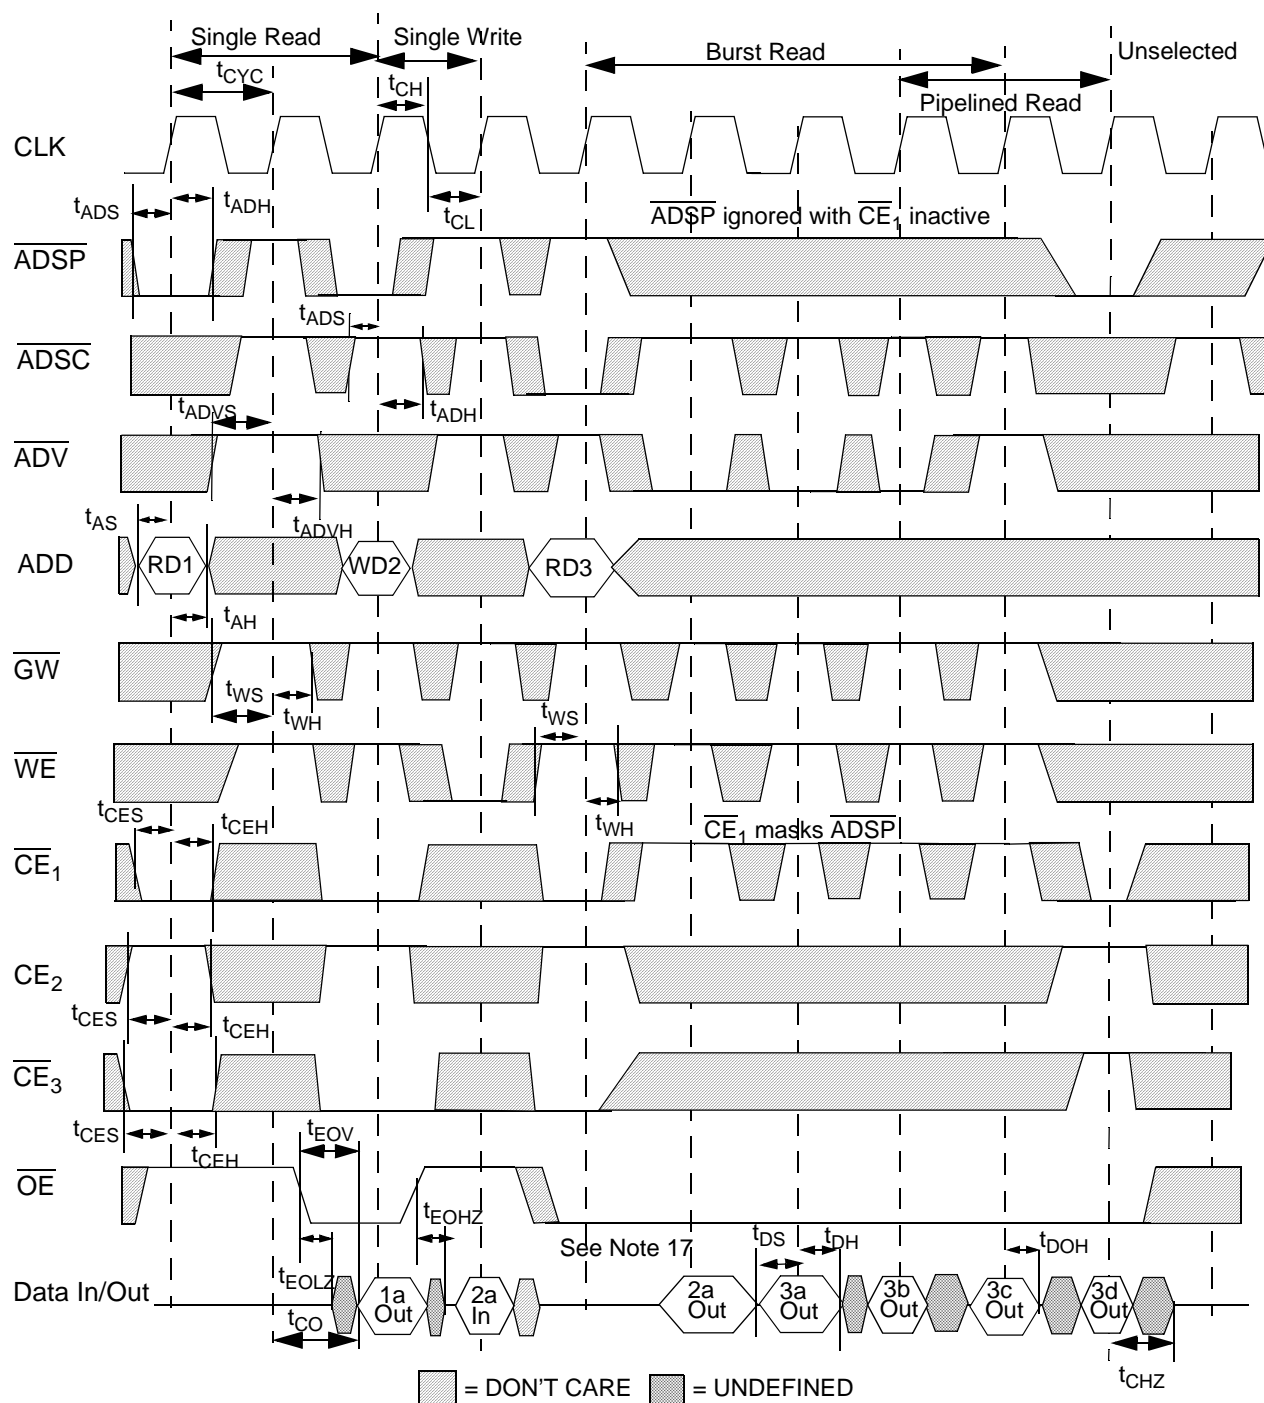 Single Read Single Write Burst Read Unselected
tCYC tCH Pipelined Read
CLK
tADS tADH tCL ADSP ignored with CE1 inactive
ADSP
tADS
ADSC
tADVS tADH
ADV
tAS tADVH
ADD RD1 WD2 RD3
tAH
GW
tWS tWH tWS
WE
tCES tCEH tWH CE1 masks ADSP
CE1
CE2
tCES tCEH
CE3
tCES tCEH tEOV
OE
tEOHZ See Note 17 tDS tDH tDOH
tEOLZ
Data In/Out 1a Out 2a In 2a Out 3a Out 3b Out 3c Out 3d Out
tCO
tCHZ
= DON'T CARE = UNDEFINED